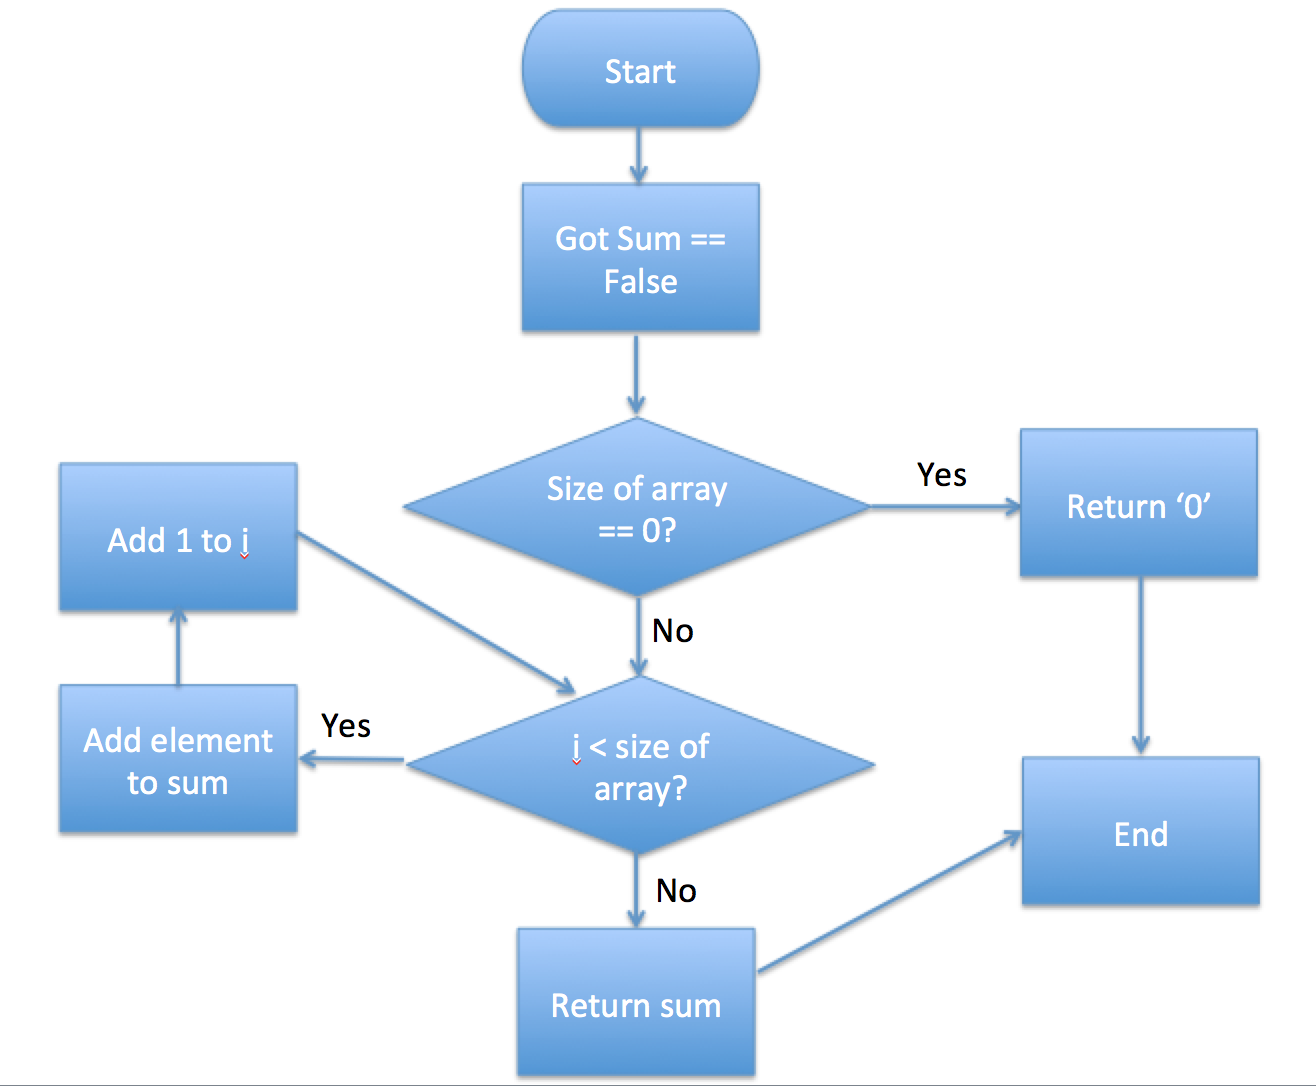 Start
Got Sum ==
False
Size of array
== 0?
Yes
Return ‘0’
Add 1 to i
No
Add element
to sum
Yes
i < size of
array?
End
No
Return sum